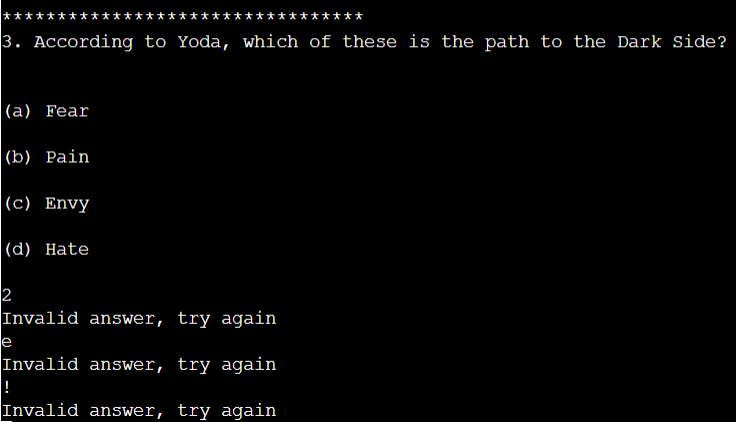 *********************************
3. According to Yoda, which of these is the path to the Dark Side?
(a) Fear
(b) Pain
(c) Envy
(d) Hate
2
Invalid answer, try again
e
Invalid answer, try again
!
Invalid answer, try again